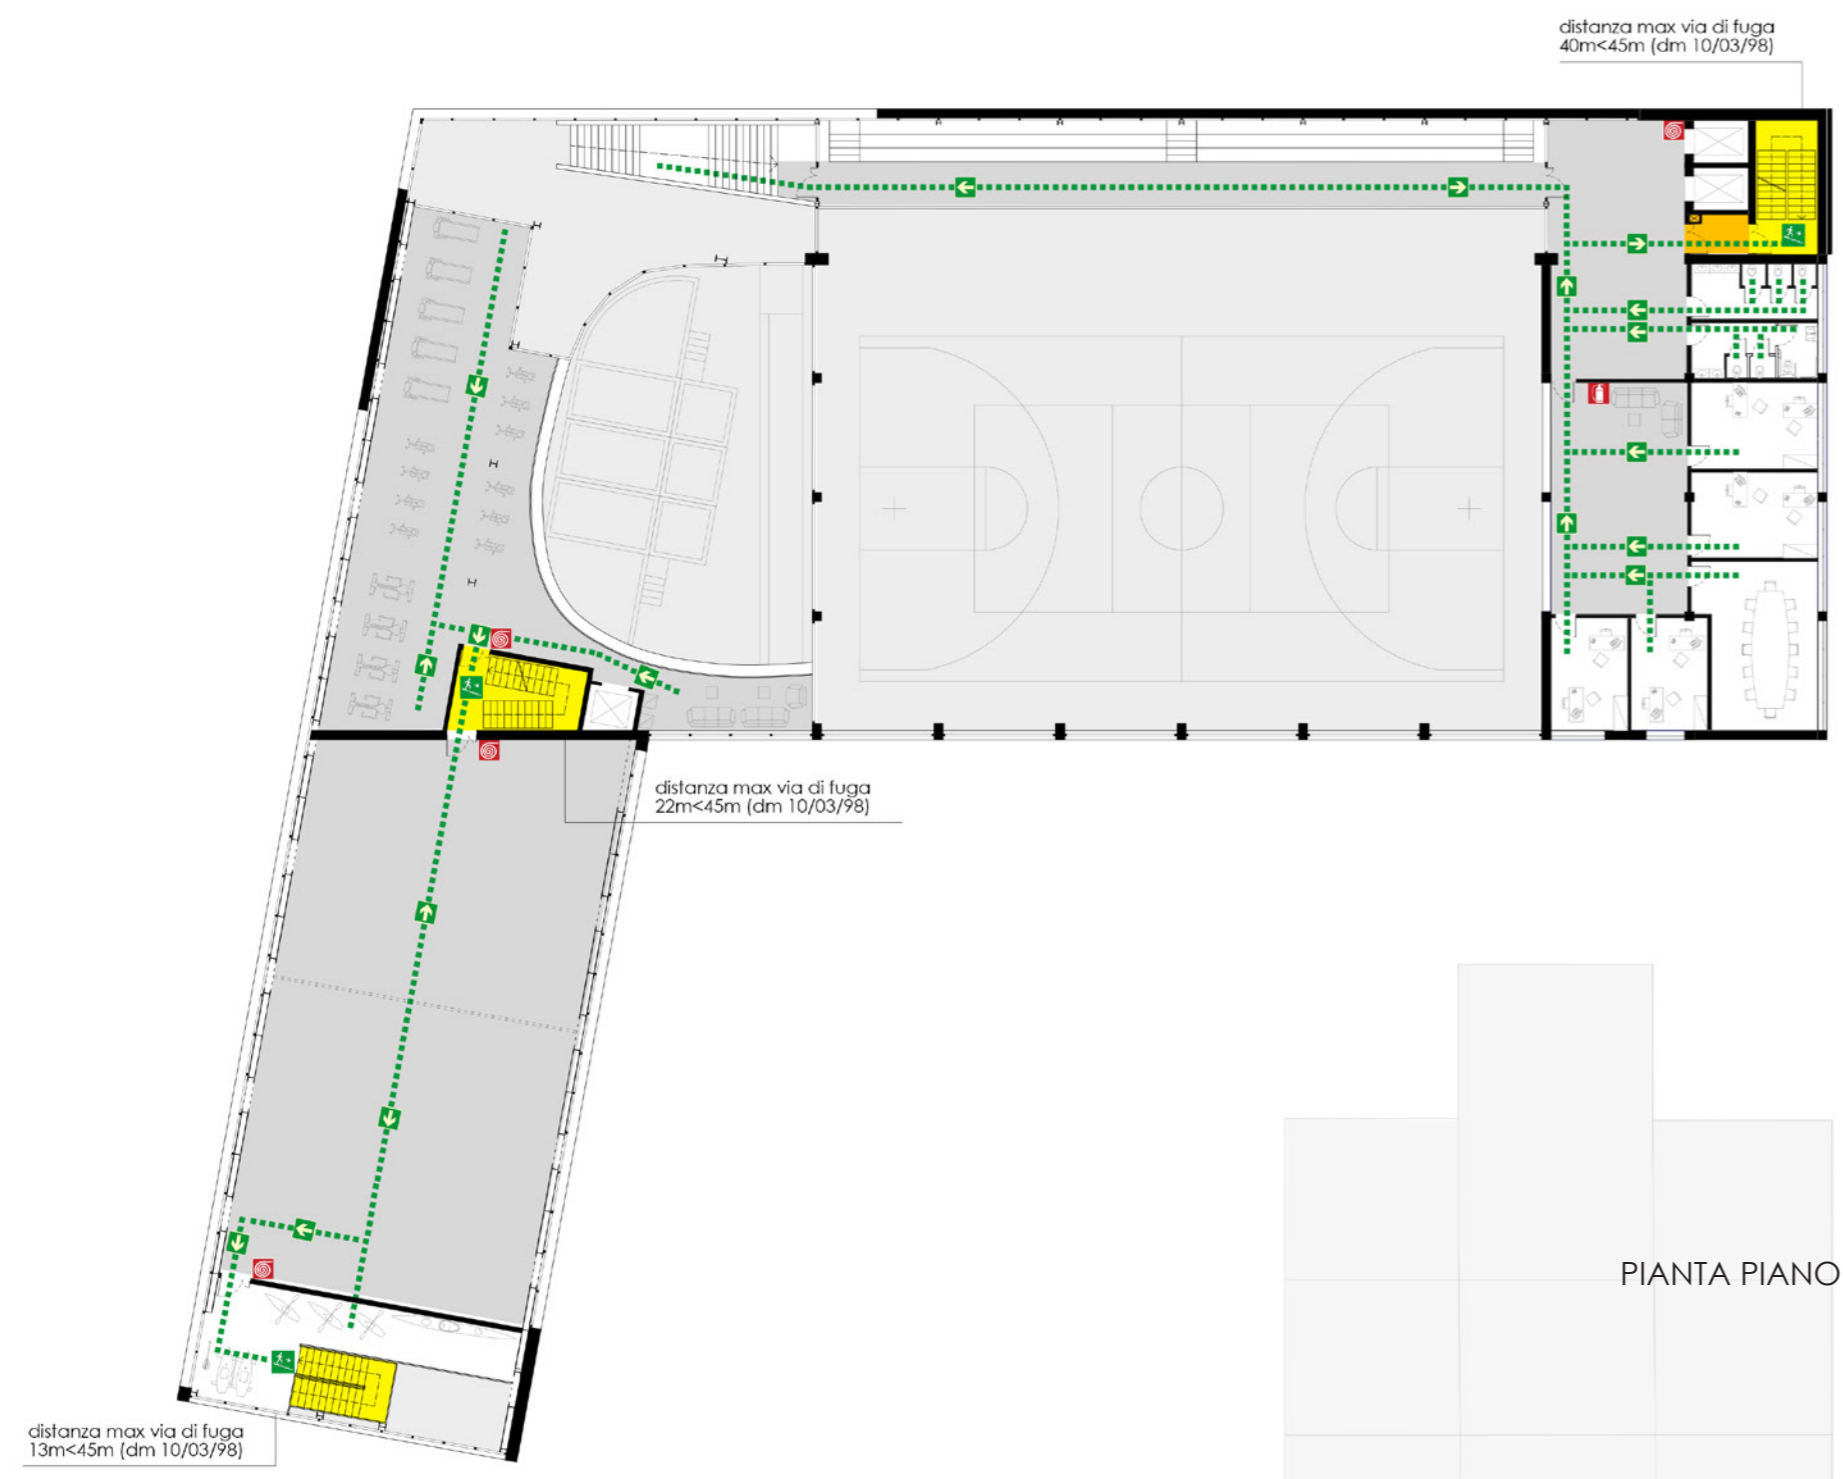 distanza max via di fuga
40m<45m (dm 10/03/98)
distanza max via di fuga
22m<45m (dm 10/03/98)
PIANTA PIANO
distanza max via di fuga
13m<45m (dm 10/03/98)